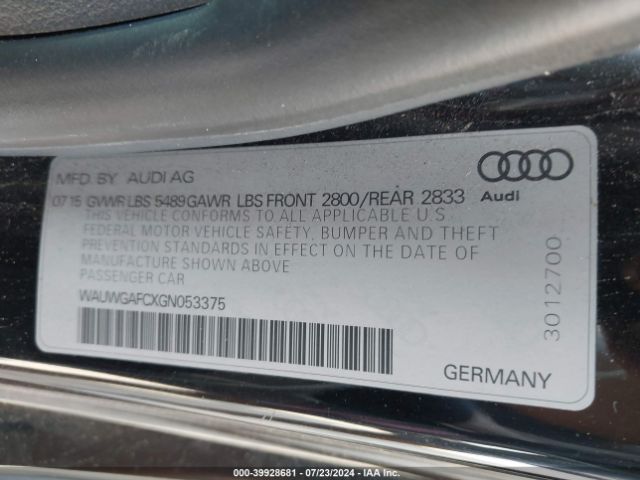 MFD. BY AUDI AG
07 15 GVWR LBS 5489 GAWR LBS FRONT 2800/REAR 2833
THIS VEHICLE CONFORMS TO ALL APPLICABLE U.S.
FEDERAL MOTOR VEHICLE SAFETY, BUMPER AND THEFT
PREVENTION STANDARDS IN EFFECT ON THE DATE OF
MANUFACTURE SHOWN ABOVE
PASSENGER CAR
WAUWGAFCXGN053375
Audi
3012700
GERMANY
000-39928681 - 07/23/2024 - IAA Inc.